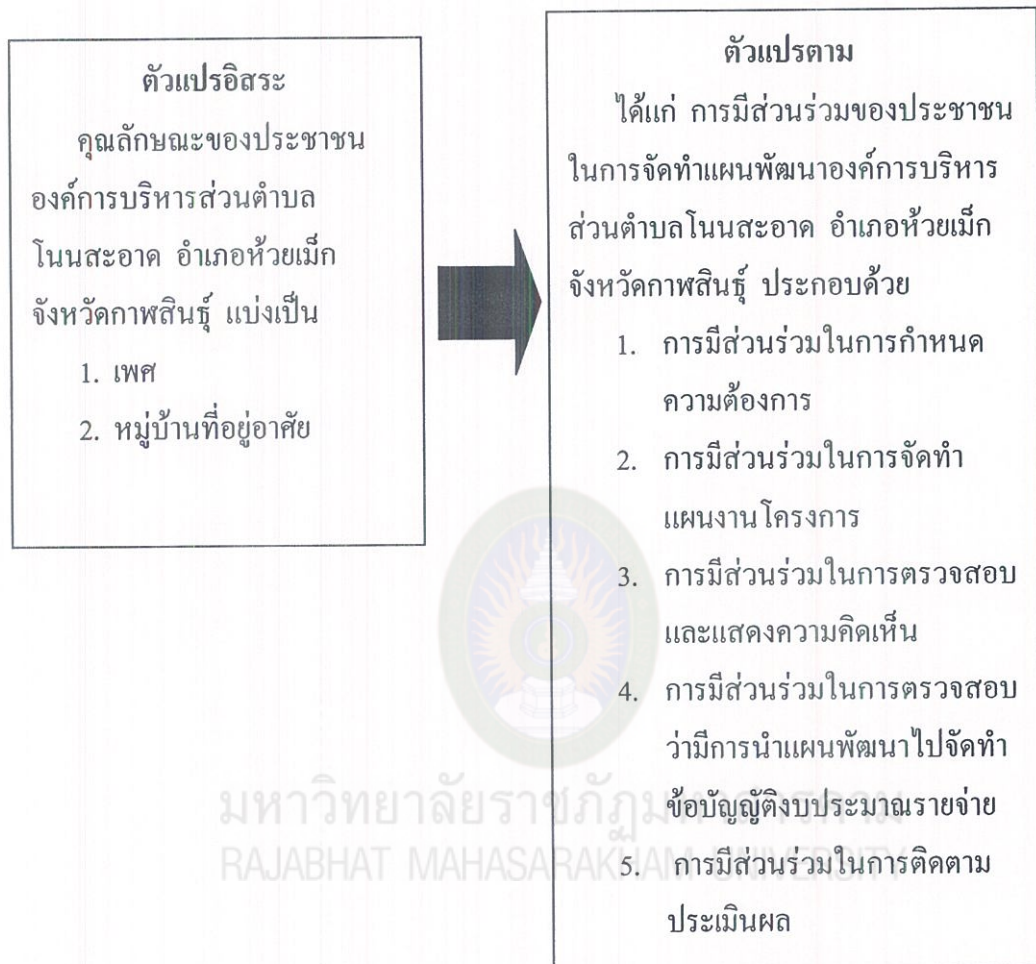 ตัวแปรอิสระ
คุณลักษณะของประชาชน
องค์การบริหารส่วนตำบล
โนนสะอาด อำเภอห้วยเม็ก
จังหวัดกาฬสินธุ์ แบ่งเป็น
1. เพศ
2. หมู่บ้านที่อยู่อาศัย
ตัวแปรตาม
ได้แก่ การมีส่วนร่วมของประชาชน
ในการจัดทำแผนพัฒนาองค์การบริหาร
ส่วนตำบลโนนสะอาด อำเภอห้วยเม็ก
จังหวัดกาฬสินธุ์ ประกอบด้วย
1. การมีส่วนร่วมในการกำหนด
ความต้องการ
2. การมีส่วนร่วมในการจัดทำ
แผนงานโครงการ
3. การมีส่วนร่วมในการตรวจสอบ
และแสดงความคิดเห็น
4. การมีส่วนร่วมในการตรวจสอบ
ว่ามีการนำแผนพัฒนาไปจัดทำ
ข้อบัญญัติงบประมาณรายจ่าย
5. การมีส่วนร่วมในการติดตาม
ประเมินผล
มหาวิทยาลัยราชภัฏมหาสารคาม
RAJABHAT MAHASARAKHAM UNIVERSITY